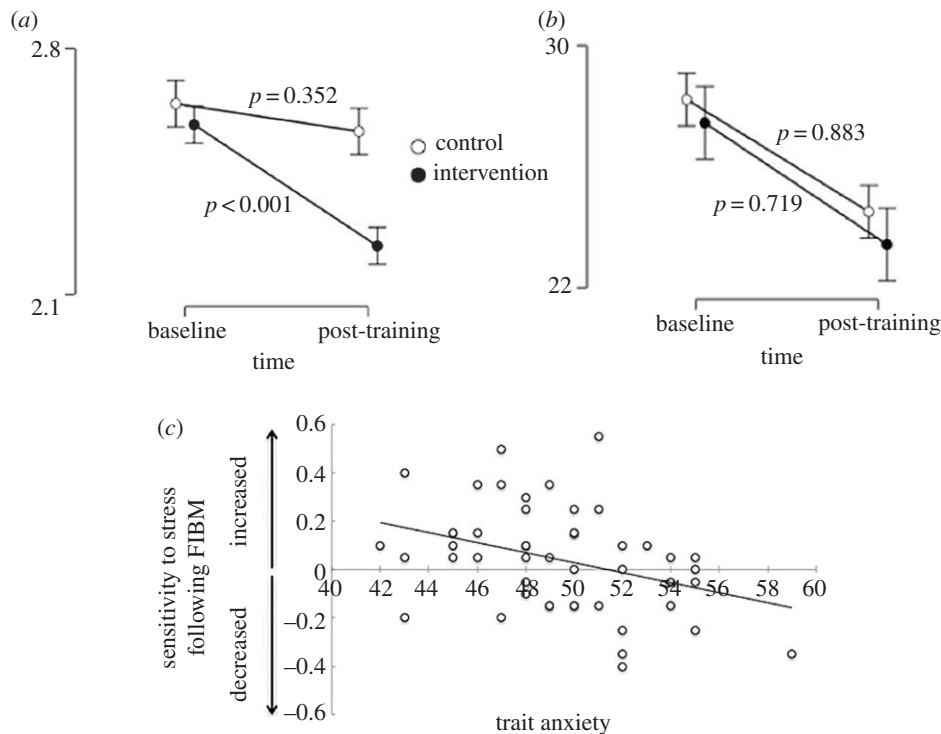 (a)
2.8
2.1
p = 0.352
p < 0.001
control
intervention
baseline
post-training
time
(b)
30
22
p = 0.883
p = 0.719
baseline
post-training
time
(c)
sensitivity to stress
following FIBM
increased
decreased
0.6
0.4
0.2
0
−0.2
−0.4
−0.6
40 42 44 46 48 50 52 54 56 58 60
trait anxiety